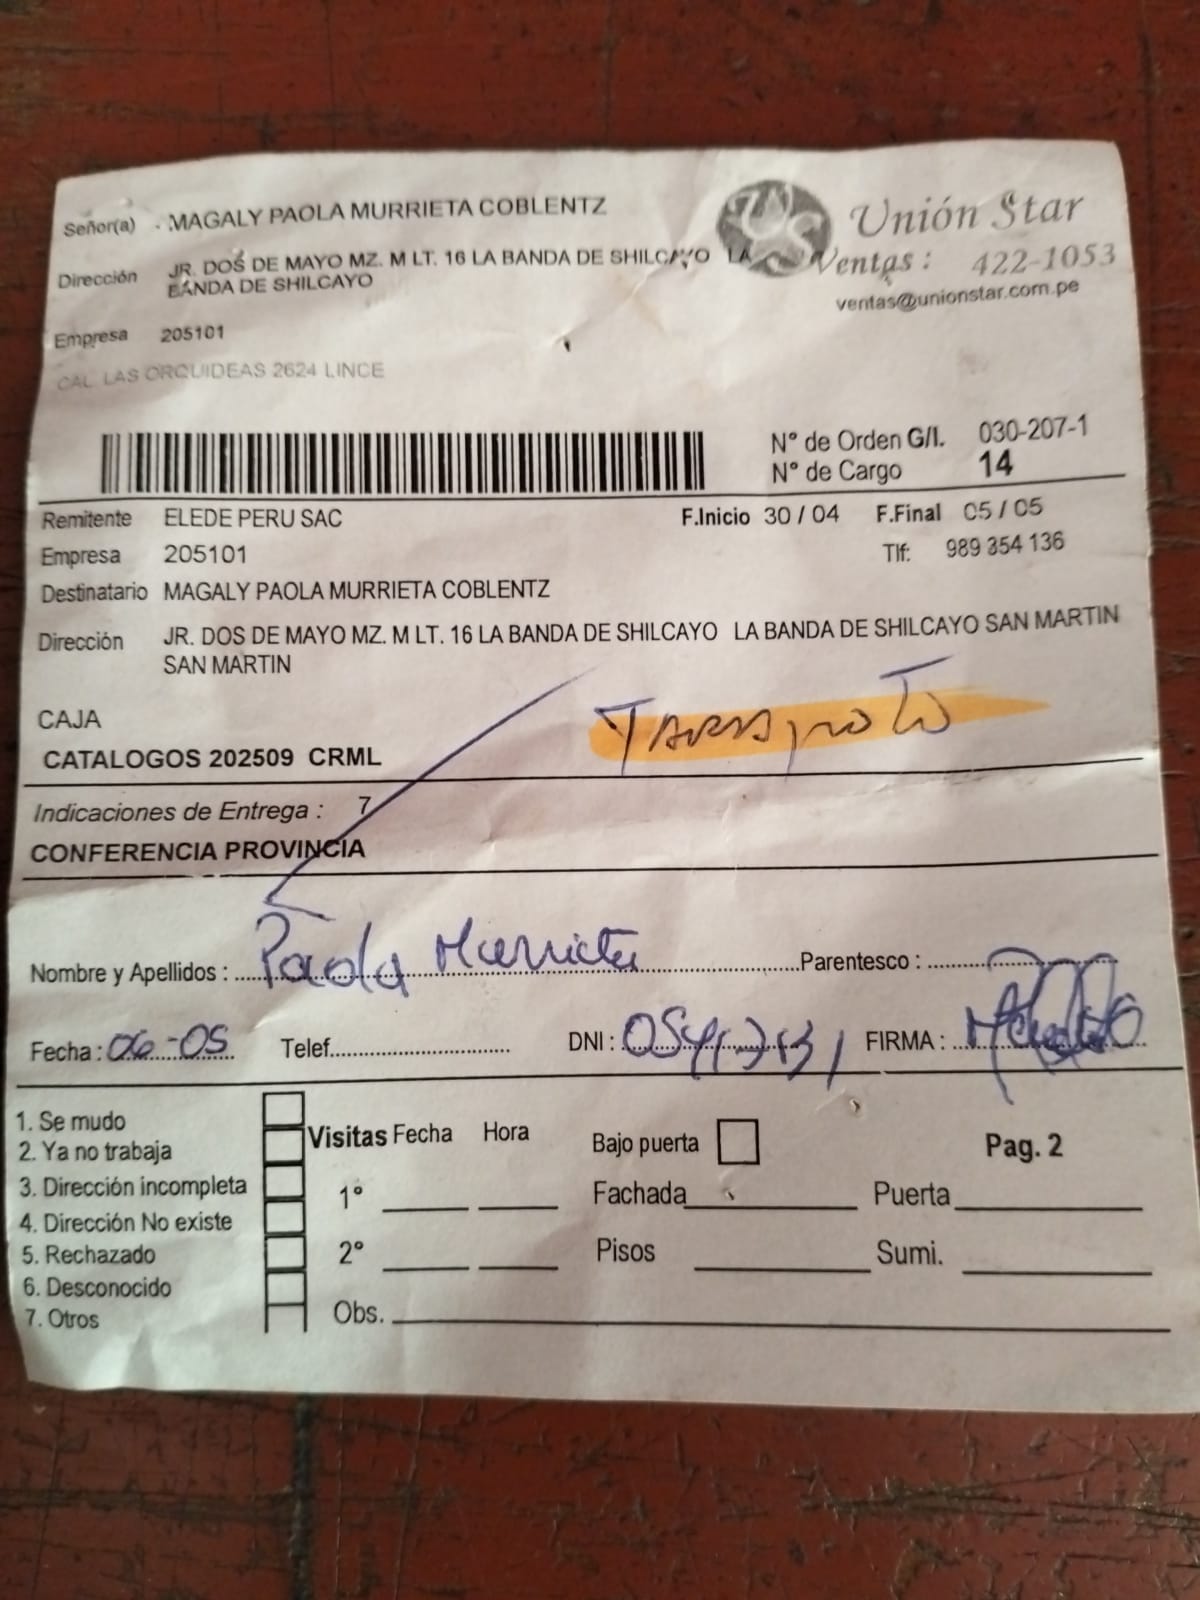 Señor(a) MAGALY PAOLA MURRIETA COBLENTZ
Unión Star
Dirección JR. DOS DE MAYO MZ. M LT. 16 LA BANDA DE SHILCAYO LA
BANDA DE SHILCAYO
Ventas: 422-1053
ventas@unionstar.com.pe
Empresa 205101
CAL. LAS ORQUIDEAS 2624 LINCE
N° de Orden G/I. 030-207-1
N° de Cargo 14
Remitente ELEDE PERU SAC F.Inicio 30 / 04 F.Final 05 / 05
Empresa 205101 Tlf: 989 354 136
Destinatario MAGALY PAOLA MURRIETA COBLENTZ
Dirección JR. DOS DE MAYO MZ. M LT. 16 LA BANDA DE SHILCAYO LA BANDA DE SHILCAYO SAN MARTIN
SAN MARTIN
CAJA
TARAPOTO
CATALOGOS 202509 CRML
Indicaciones de Entrega : 7
CONFERENCIA PROVINCIA
Nombre y Apellidos : Paola Murrieta Parentesco :
Fecha : 06-05 Telef. DNI : FIRMA :
1. Se mudo
2. Ya no trabaja
3. Dirección incompleta
4. Dirección No existe
5. Rechazado
6. Desconocido
7. Otros
Visitas Fecha Hora
1°
2°
Obs.
Bajo puerta
Pag. 2
Fachada Puerta
Pisos Sumi.